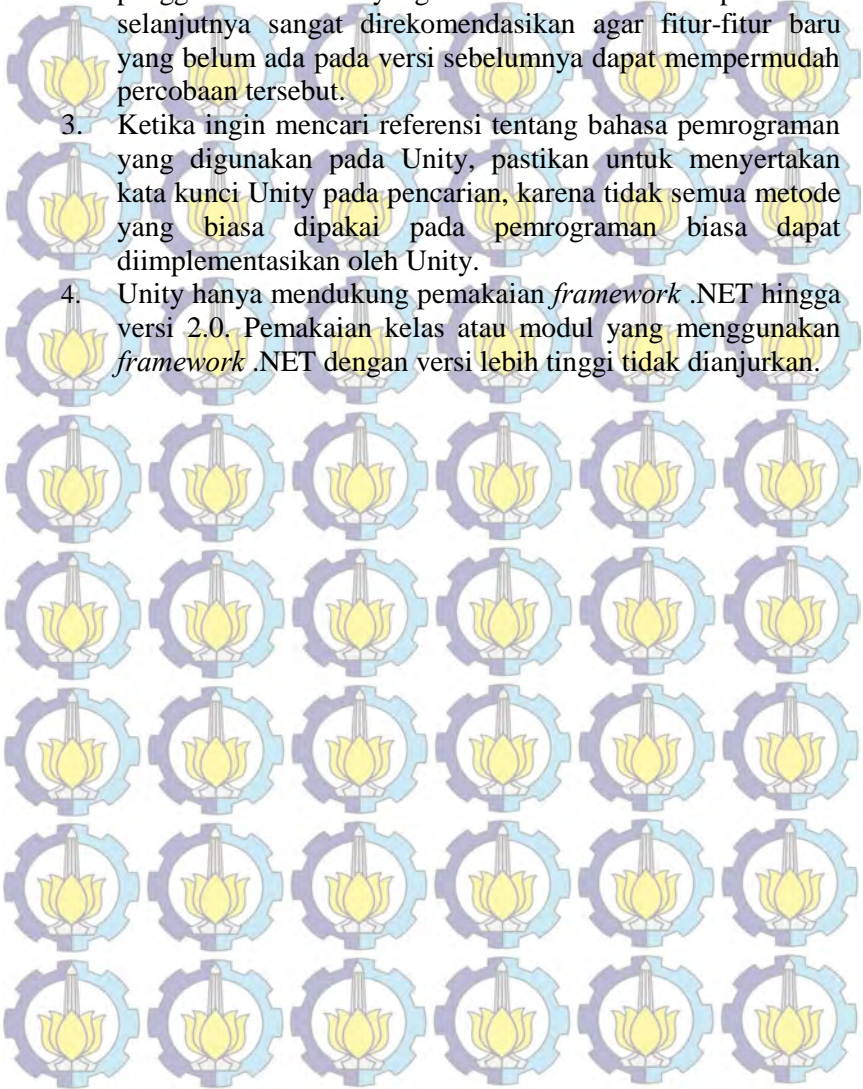 selanjutnya sangat direkomendasikan agar fitur-fitur baru
yang belum ada pada versi sebelumnya dapat mempermudah
percobaan tersebut.
3. Ketika ingin mencari referensi tentang bahasa pemrograman
yang digunakan pada Unity, pastikan untuk menyertakan
kata kunci Unity pada pencarian, karena tidak semua metode
yang biasa dipakai pada pemrograman biasa dapat
diimplementasikan oleh Unity.
4. Unity hanya mendukung pemakaian framework .NET hingga
versi 2.0. Pemakaian kelas atau modul yang menggunakan
framework .NET dengan versi lebih tinggi tidak dianjurkan.